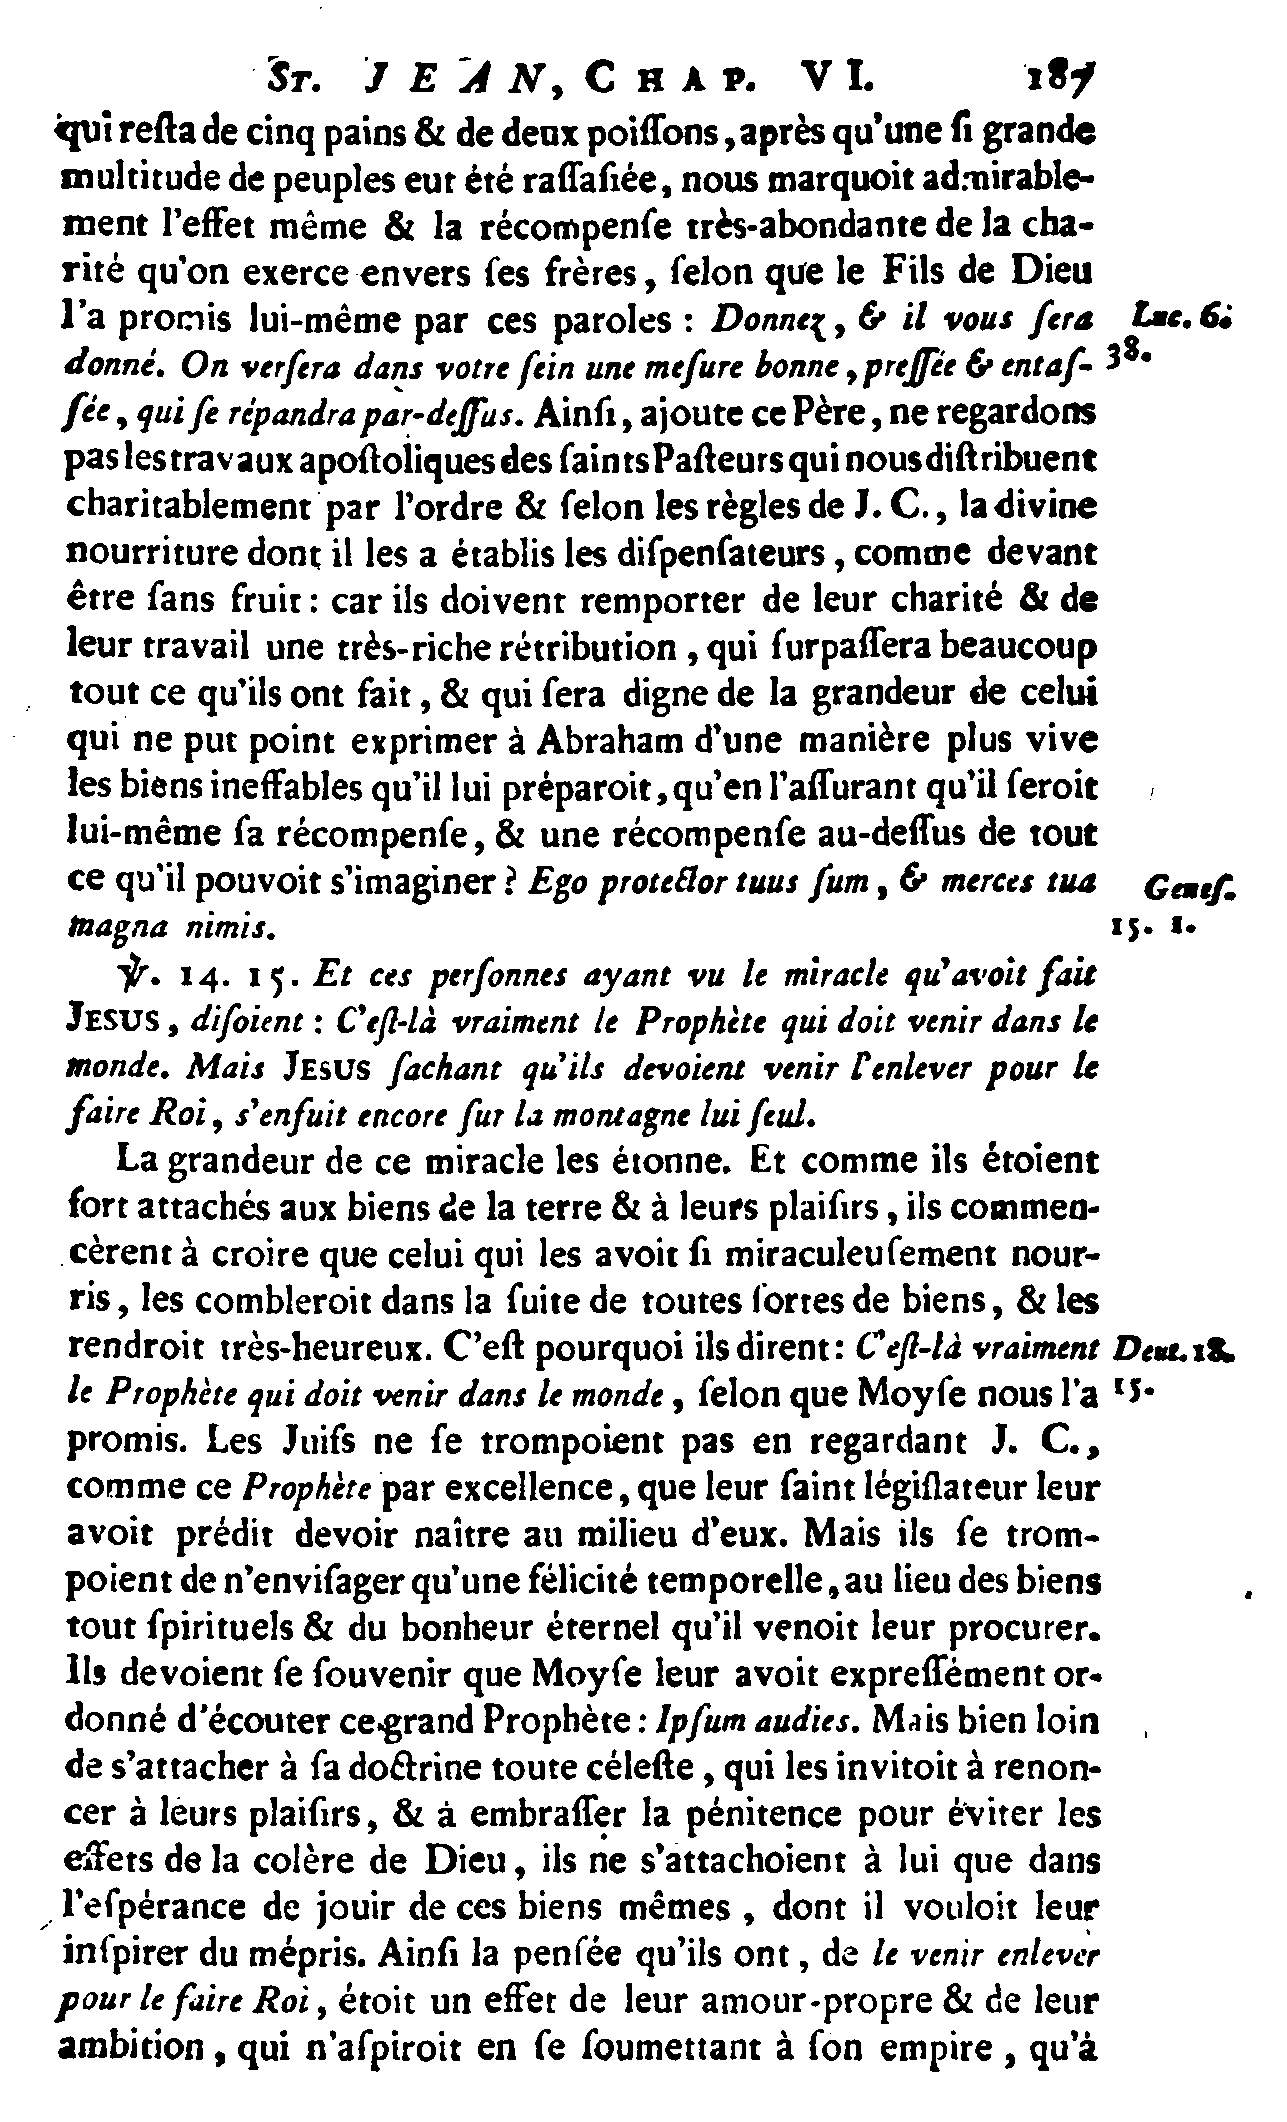 ST. JEAN, CHAP. VI. 187
qui reſta de cinq pains & de deux poiſſons, après qu'une ſi grande
multitude de peuples eut été raſſaſiée, nous marquoit admirable-
ment l'effet même & la récompenſe très-abondante de la cha-
rité qu'on exerce envers ſes frères, ſelon que le Fils de Dieu
l'a promis lui-même par ces paroles : Donnez, & il vous ſera
Luc. 6.
donné. On verſera dans votre ſein une meſure bonne, preſſée & entaſ-
38.
ſée, qui ſe répandra par-deſſus. Ainſi, ajoute ce Père, ne regardons
pas les travaux apoſtoliques des ſaints Paſteurs qui nous diſtribuent
charitablement par l'ordre & ſelon les règles de J. C., la divine
nourriture dont il les a établis les diſpenſateurs, comme devant
être ſans fruit : car ils doivent remporter de leur charité & de
leur travail une très-riche rétribution, qui ſurpaſſera beaucoup
tout ce qu'ils ont fait, & qui ſera digne de la grandeur de celui
qui ne put point exprimer à Abraham d'une manière plus vive
les biens ineffables qu'il lui préparoit, qu'en l'aſſurant qu'il ſeroit
lui-même ſa récompenſe, & une récompenſe au-deſſus de tout
ce qu'il pouvoit s'imaginer ? Ego protector tuus ſum, & merces tua
Geneſ.
magna nimis.
15. 1.
℣. 14. 15. Et ces perſonnes ayant vu le miracle qu'avoit fait
JESUS, diſoient : C'eſt-là vraiment le Prophète qui doit venir dans le
monde. Mais JESUS ſachant qu'ils devoient venir l'enlever pour le
faire Roi, s'enfuit encore ſur la montagne lui ſeul.
La grandeur de ce miracle les étonne. Et comme ils étoient
fort attachés aux biens de la terre & à leurs plaiſirs, ils commen-
cèrent à croire que celui qui les avoit ſi miraculeuſement nour-
ris, les combleroit dans la ſuite de toutes ſortes de biens, & les
rendroit très-heureux. C'eſt pourquoi ils dirent : C'eſt-là vraiment
Deut. 18.
le Prophète qui doit venir dans le monde, ſelon que Moyſe nous l'a
15.
promis. Les Juifs ne ſe trompoient pas en regardant J. C.,
comme ce Prophète par excellence, que leur ſaint légiſlateur leur
avoit prédit devoir naître au milieu d'eux. Mais ils ſe trom-
poient de n'enviſager qu'une félicité temporelle, au lieu des biens
tout ſpirituels & du bonheur éternel qu'il venoit leur procurer.
Ils devoient ſe ſouvenir que Moyſe leur avoit expreſſément or-
donné d'écouter ce grand Prophète : Ipſum audies. Mais bien loin
de s'attacher à ſa doctrine toute céleſte, qui les invitoit à renon-
cer à leurs plaiſirs, & à embraſſer la pénitence pour éviter les
effets de la colère de Dieu, ils ne s'attachoient à lui que dans
l'eſpérance de jouir de ces biens mêmes, dont il vouloit leur
inſpirer du mépris. Ainſi la penſée qu'ils ont, de le venir enlever
pour le faire Roi, étoit un effet de leur amour-propre & de leur
ambition, qui n'aſpiroit en ſe ſoumettant à ſon empire, qu'à